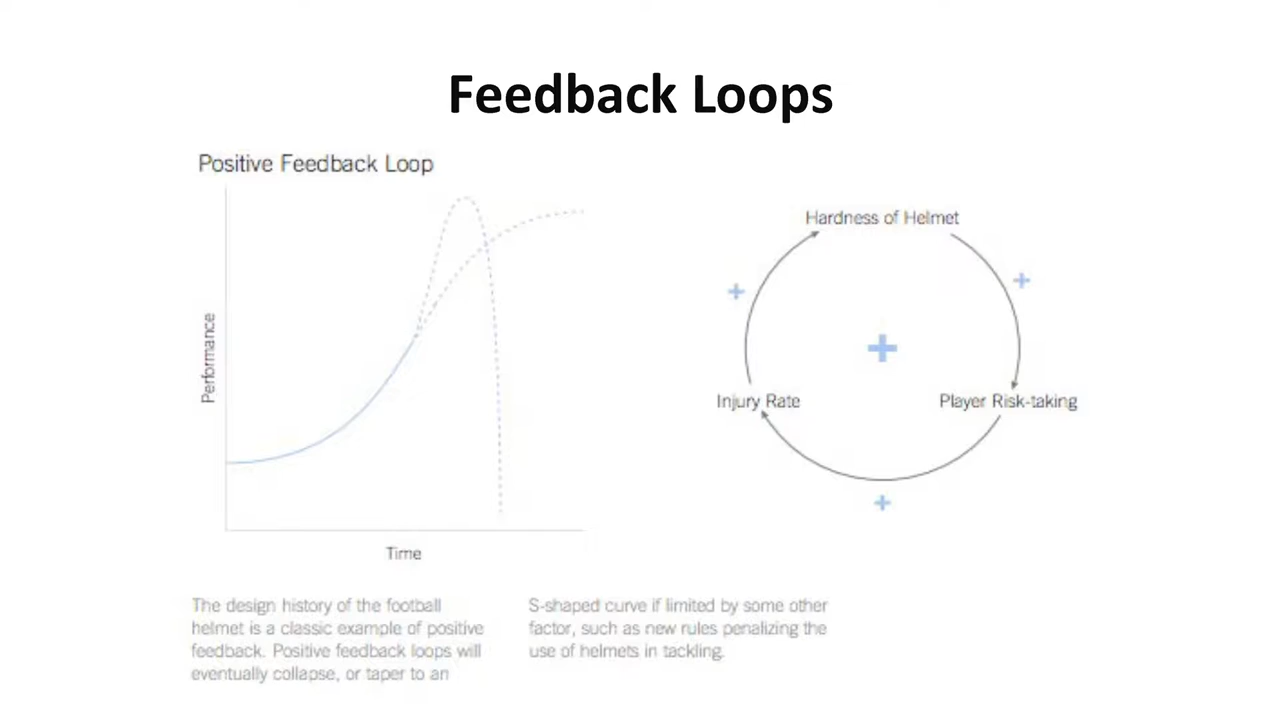 Feedback Loops
Positive Feedback Loop
Performance
Time
Hardness of Helmet
+
+
+
Injury Rate
Player Risk-taking
+
The design history of the football
helmet is a classic example of positive
feedback. Positive feedback loops will
eventually collapse, or taper to an
S-shaped curve if limited by some other
factor, such as new rules penalizing the
use of helmets in tackling.